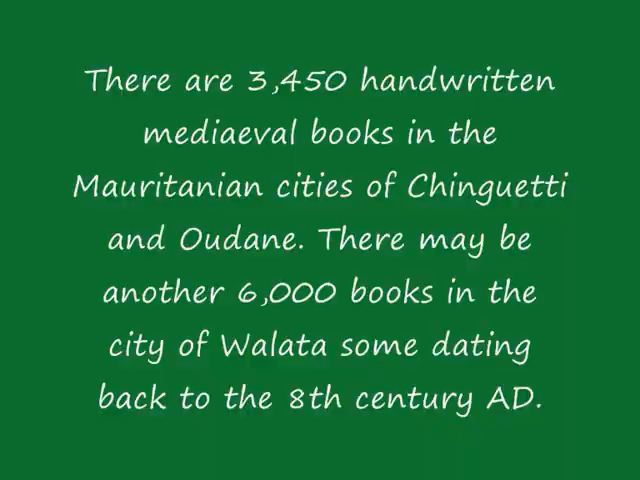 There are 3,450 handwritten
mediaeval books in the
Mauritanian cities of Chinguetti
and Oudane. There may be
another 6,000 books in the
city of Walata some dating
back to the 8th century AD.